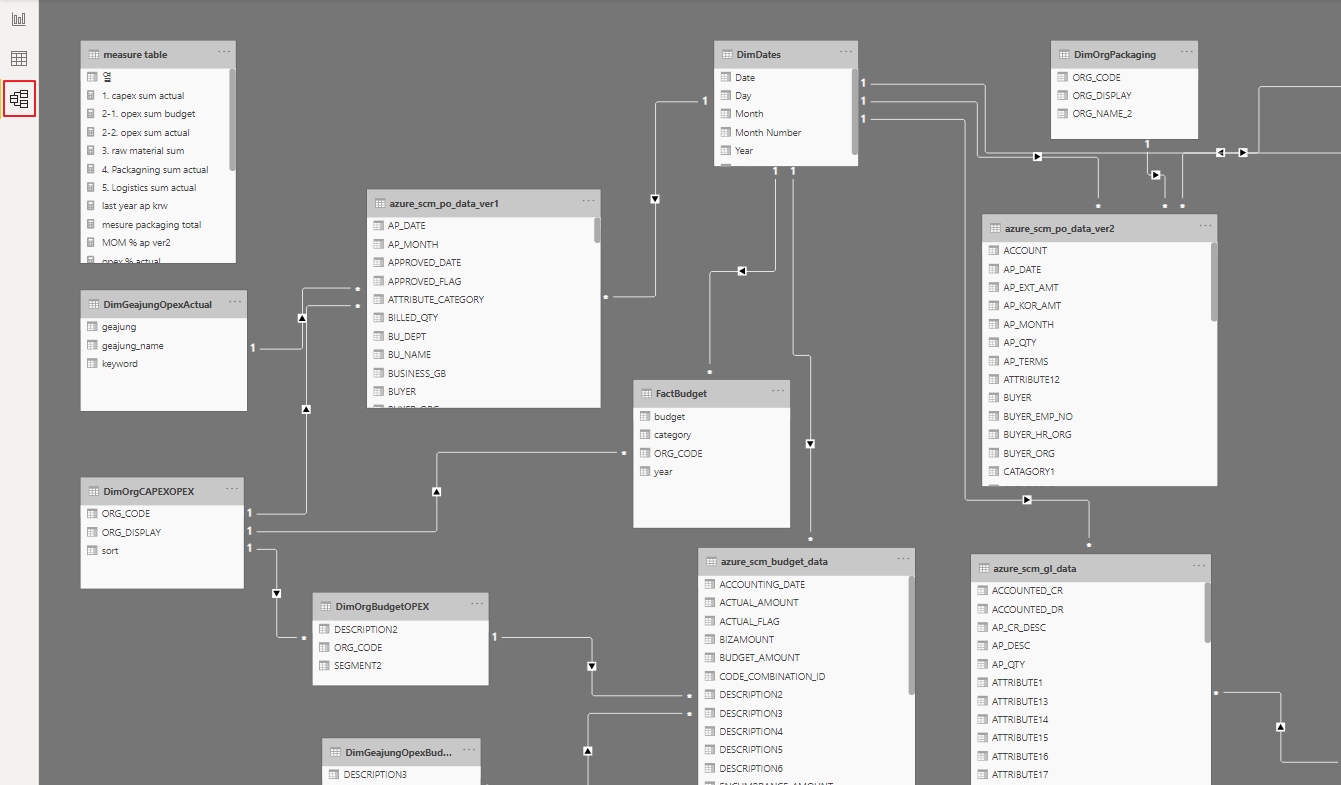 measure table
열
1. capex sum actual
2-1. opex sum budget
2-2. opex sum actual
3. raw material sum
4. Packagning sum actual
5. Logistics sum actual
last year ap krw
mesure packaging total
MOM % ap ver2
opex % actual
DimGeajungOpexActual
geajung
geajung_name
keyword
DimOrgCAPEXOPEX
ORG_CODE
ORG_DISPLAY
sort
azure_scm_po_data_ver1
AP_DATE
AP_MONTH
APPROVED_DATE
APPROVED_FLAG
ATTRIBUTE_CATEGORY
BILLED_QTY
BU_DEPT
BU_NAME
BUSINESS_GB
BUYER
BUYER_ORG
DimOrgBudgetOPEX
DESCRIPTION2
ORG_CODE
SEGMENT2
DimGeajungOpexBud...
DESCRIPTION3
DimDates
Date
Day
Month
Month Number
Year
FactBudget
budget
category
ORG_CODE
year
azure_scm_budget_data
ACCOUNTING_DATE
ACTUAL_AMOUNT
ACTUAL_FLAG
BIZAMOUNT
BUDGET_AMOUNT
CODE_COMBINATION_ID
DESCRIPTION2
DESCRIPTION3
DESCRIPTION4
DESCRIPTION5
DESCRIPTION6
ENCUMBRANCE_AMOUNT
DimOrgPackaging
ORG_CODE
ORG_DISPLAY
ORG_NAME_2
azure_scm_po_data_ver2
ACCOUNT
AP_DATE
AP_EXT_AMT
AP_KOR_AMT
AP_MONTH
AP_QTY
AP_TERMS
ATTRIBUTE12
BUYER
BUYER_EMP_NO
BUYER_HR_ORG
BUYER_ORG
CATAGORY1
azure_scm_gl_data
ACCOUNTED_CR
ACCOUNTED_DR
AP_CR_DESC
AP_DESC
AP_QTY
ATTRIBUTE1
ATTRIBUTE13
ATTRIBUTE14
ATTRIBUTE15
ATTRIBUTE16
ATTRIBUTE17
1
1
1
1
1
1
1
1
1
1
1
1